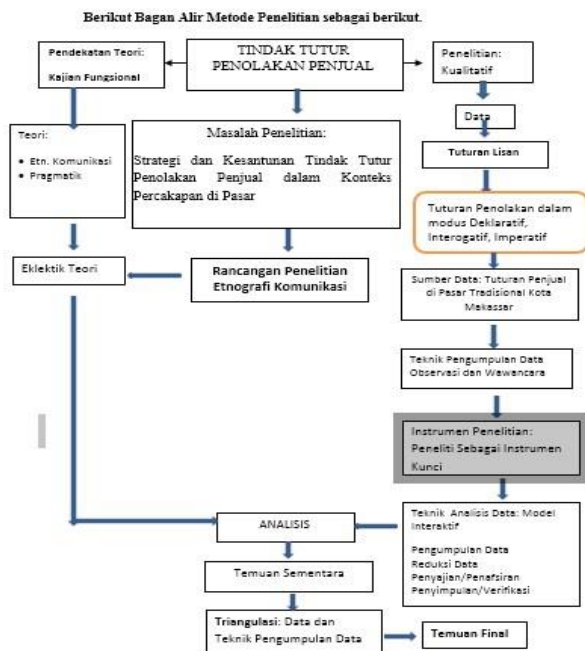 Berikut Bagan Alir Metode Penelitian sebagai berikut.
Pendekatan Teori:
Kajian Fungsional
TINDAK TUTUR
PENOLAKAN PENJUAL
Penelitian:
Kualitatif
Data
Teori:
• Etn. Komunikasi
• Pragmatik
Masalah Penelitian:
Strategi dan Kesantunan Tindak Tutur
Penolakan Penjual dalam Konteks
Percakapan di Pasar
Tuturan Lisan
Tuturan Penolakan dalam
modus Deklaratif,
Interogatif, Imperatif
Eklektik Teori
Rancangan Penelitian
Etnografi Komunikasi
Sumber Data: Tuturan Penjual
di Pasar Tradisional Kota
Makassar
Teknik Pengumpulan Data
Observasi dan Wawancara
Instrumen Penelitian:
Peneliti Sebagai Instrumen
Kunci
Teknik Analisis Data: Model
Interaktif
Pengumpulan Data
Reduksi Data
Penyajian/Penafsiran
Penyimpulan/Verifikasi
ANALISIS
Temuan Sementara
Triangulasi: Data dan
Teknik Pengumpulan Data
Temuan Final